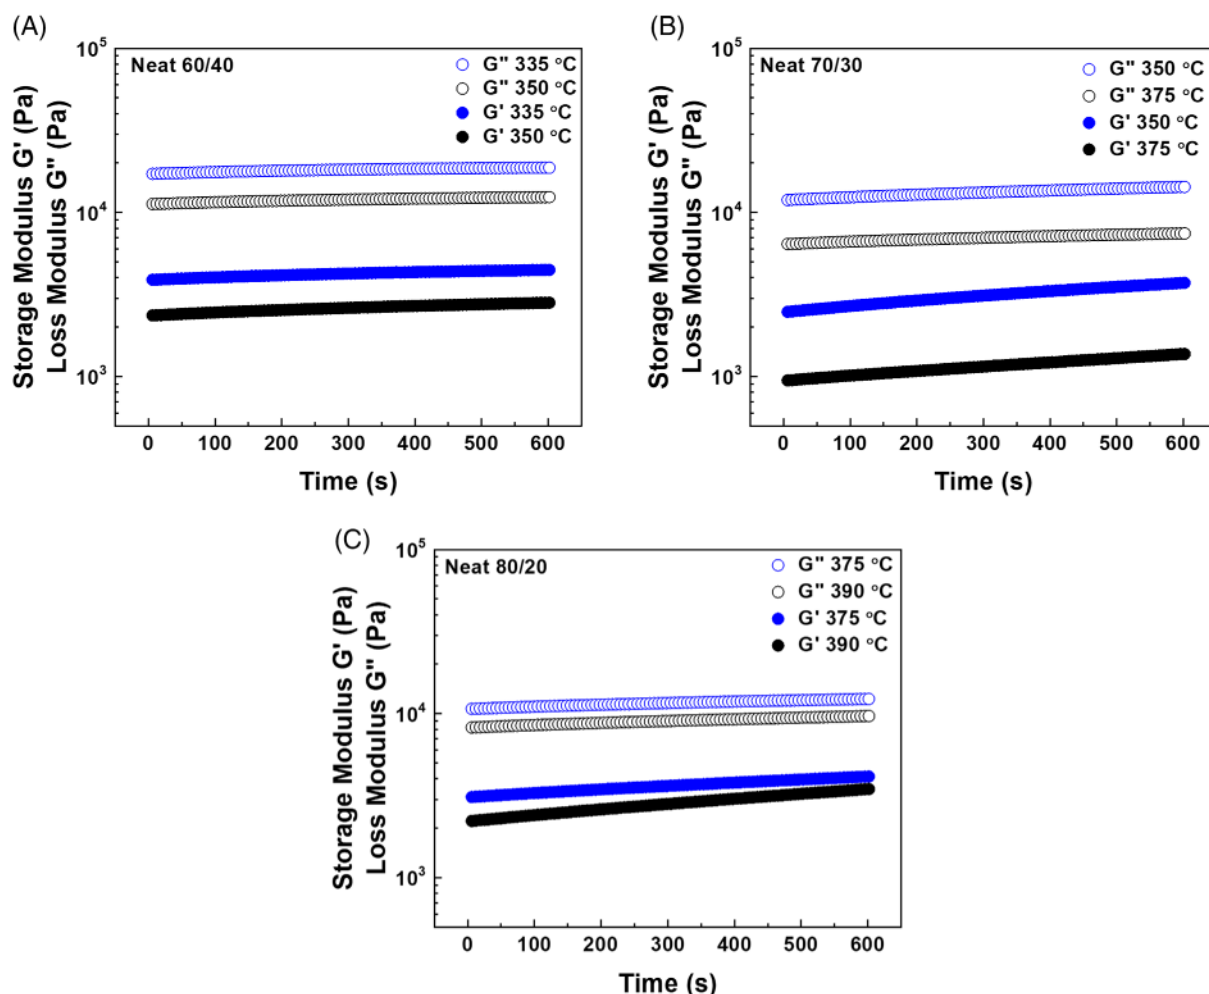 (A)
Neat 60/40
G" 335 °C
G" 350 °C
G' 335 °C
G' 350 °C
Storage Modulus G' (Pa)
Loss Modulus G" (Pa)
10^5
10^4
10^3
0 100 200 300 400 500 600
Time (s)
(B)
Neat 70/30
G" 350 °C
G" 375 °C
G' 350 °C
G' 375 °C
Storage Modulus G' (Pa)
Loss Modulus G" (Pa)
10^5
10^4
10^3
0 100 200 300 400 500 600
Time (s)
(C)
Neat 80/20
G" 375 °C
G" 390 °C
G' 375 °C
G' 390 °C
Storage Modulus G' (Pa)
Loss Modulus G" (Pa)
10^5
10^4
10^3
0 100 200 300 400 500 600
Time (s)